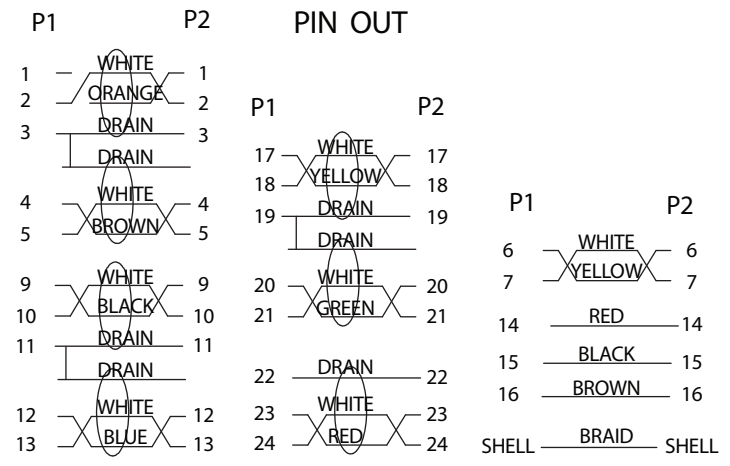 PIN OUT
P1 P2
1 WHITE 1
2 ORANGE 2
3 DRAIN 3
DRAIN
4 WHITE 4
5 BROWN 5
9 WHITE 9
10 BLACK 10
11 DRAIN 11
DRAIN
12 WHITE 12
13 BLUE 13
P1 P2
17 WHITE 17
18 YELLOW 18
19 DRAIN 19
DRAIN
20 WHITE 20
21 GREEN 21
22 DRAIN 22
23 WHITE 23
24 RED 24
P1 P2
6 WHITE 6
7 YELLOW 7
14 RED 14
15 BLACK 15
16 BROWN 16
SHELL BRAID SHELL